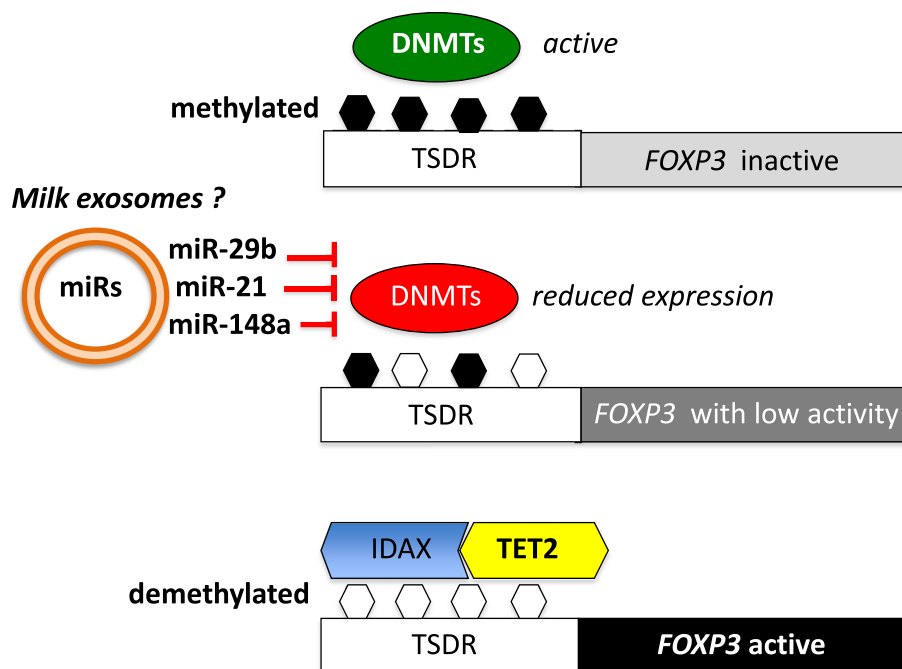 DNMTs active
methylated
TSDR FOXP3 inactive
Milk exosomes ?
miRs
miR-29b
miR-21
miR-148a
DNMTs reduced expression
TSDR FOXP3 with low activity
IDAX TET2
demethylated
TSDR FOXP3 active